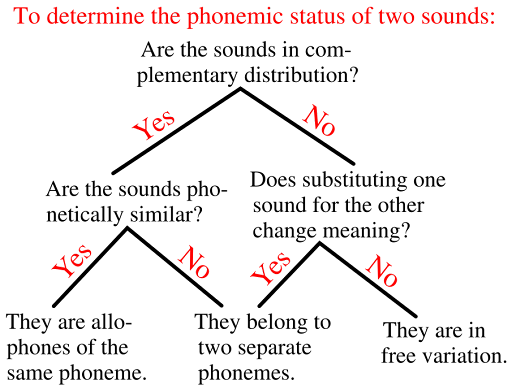 To determine the phonemic status of two sounds:
Are the sounds in com-
plementary distribution?
Yes
No
Are the sounds pho-
netically similar?
Does substituting one
sound for the other
change meaning?
Yes
No
Yes
No
They are allo-
phones of the
same phoneme.
They belong to
two separate
phonemes.
They are in
free variation.